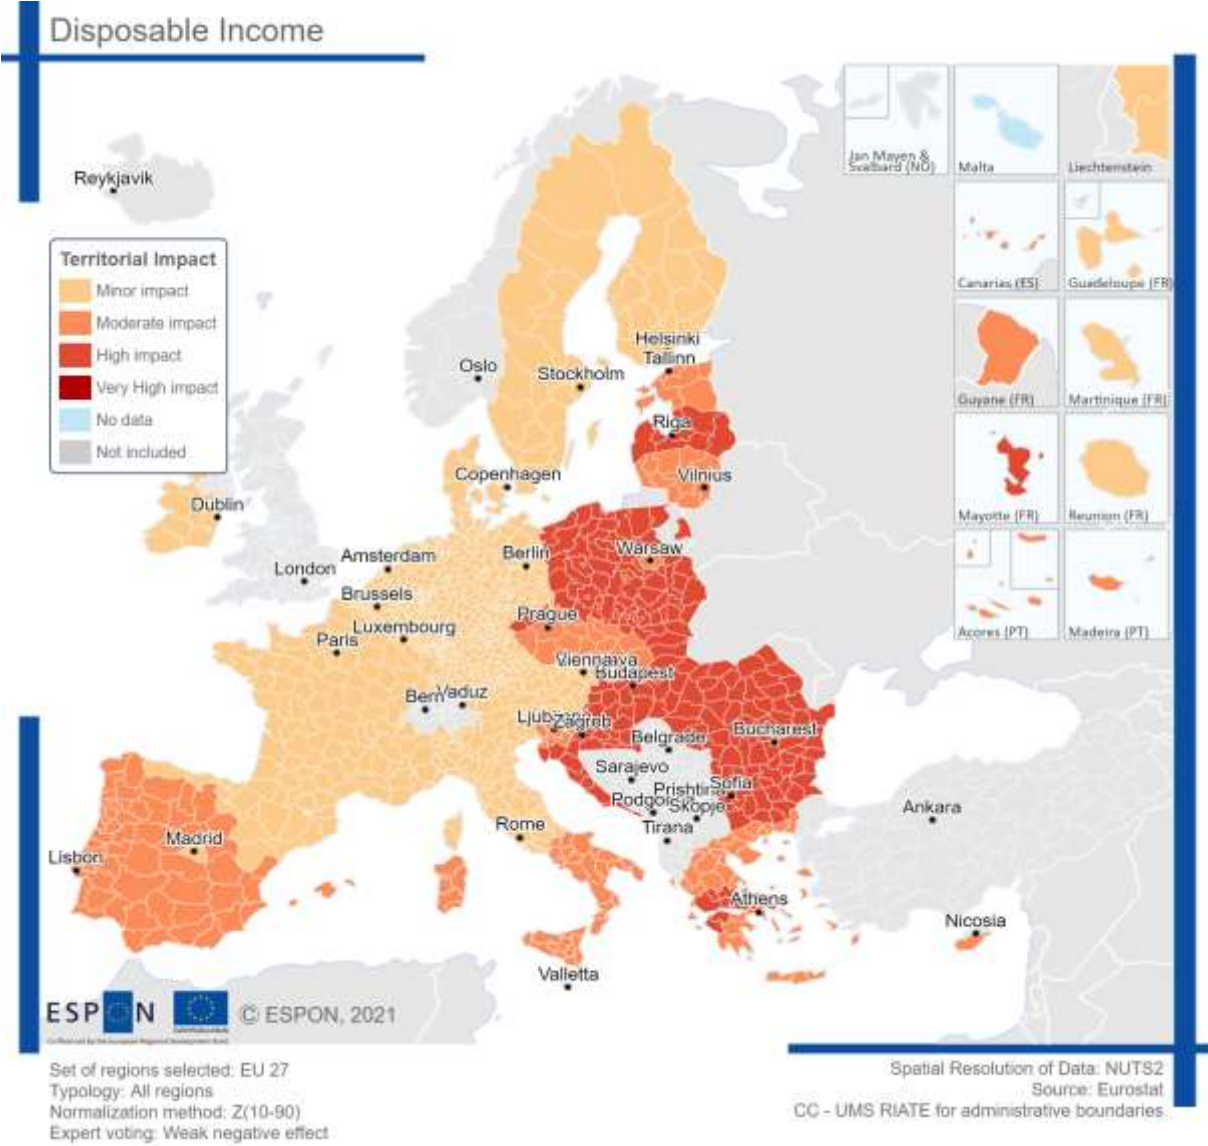 Disposable Income
Reykjavik
Territorial Impact
Minor impact
Moderate impact
High impact
Very High impact
No data
Not included
Jan Mayen &
Svalbard (NO)
Malta
Liechtenstein
Canarias (ES)
Guadeloupe (FR)
Guyane (FR)
Martinique (FR)
Mayotte (FR)
Reunion (FR)
Acores (PT)
Madeira (PT)
Helsinki
Tallinn
Oslo
Stockholm
Riga
Copenhagen
Vilnius
Dublin
Amsterdam
Berlin
Warsaw
London
Brussels
Prague
Luxembourg
Paris
Vienna
Budapest
Bern
Vaduz
Zagreb
Belgrade
Bucharest
Sarajevo
Sofia
Skopje
Tirana
Ankara
Rome
Madrid
Lisbon
Athens
Nicosia
Valletta
ESPON
© ESPON, 2021
Set of regions selected: EU 27
Typology: All regions
Normalization method: Z(10-90)
Expert voting: Weak negative effect
Spatial Resolution of Data: NUTS2
Source: Eurostat
CC - UMS RIATE for administrative boundaries